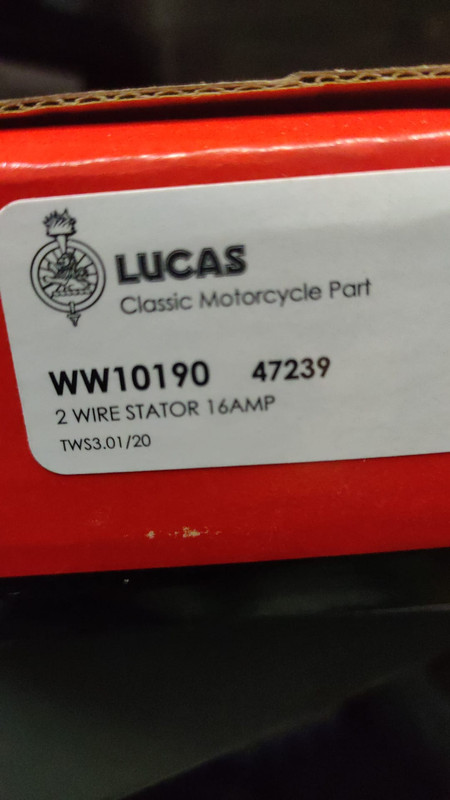 LUCAS
Classic Motorcycle Part
WW10190 47239
2 WIRE STATOR 16AMP
TWS3.01/20